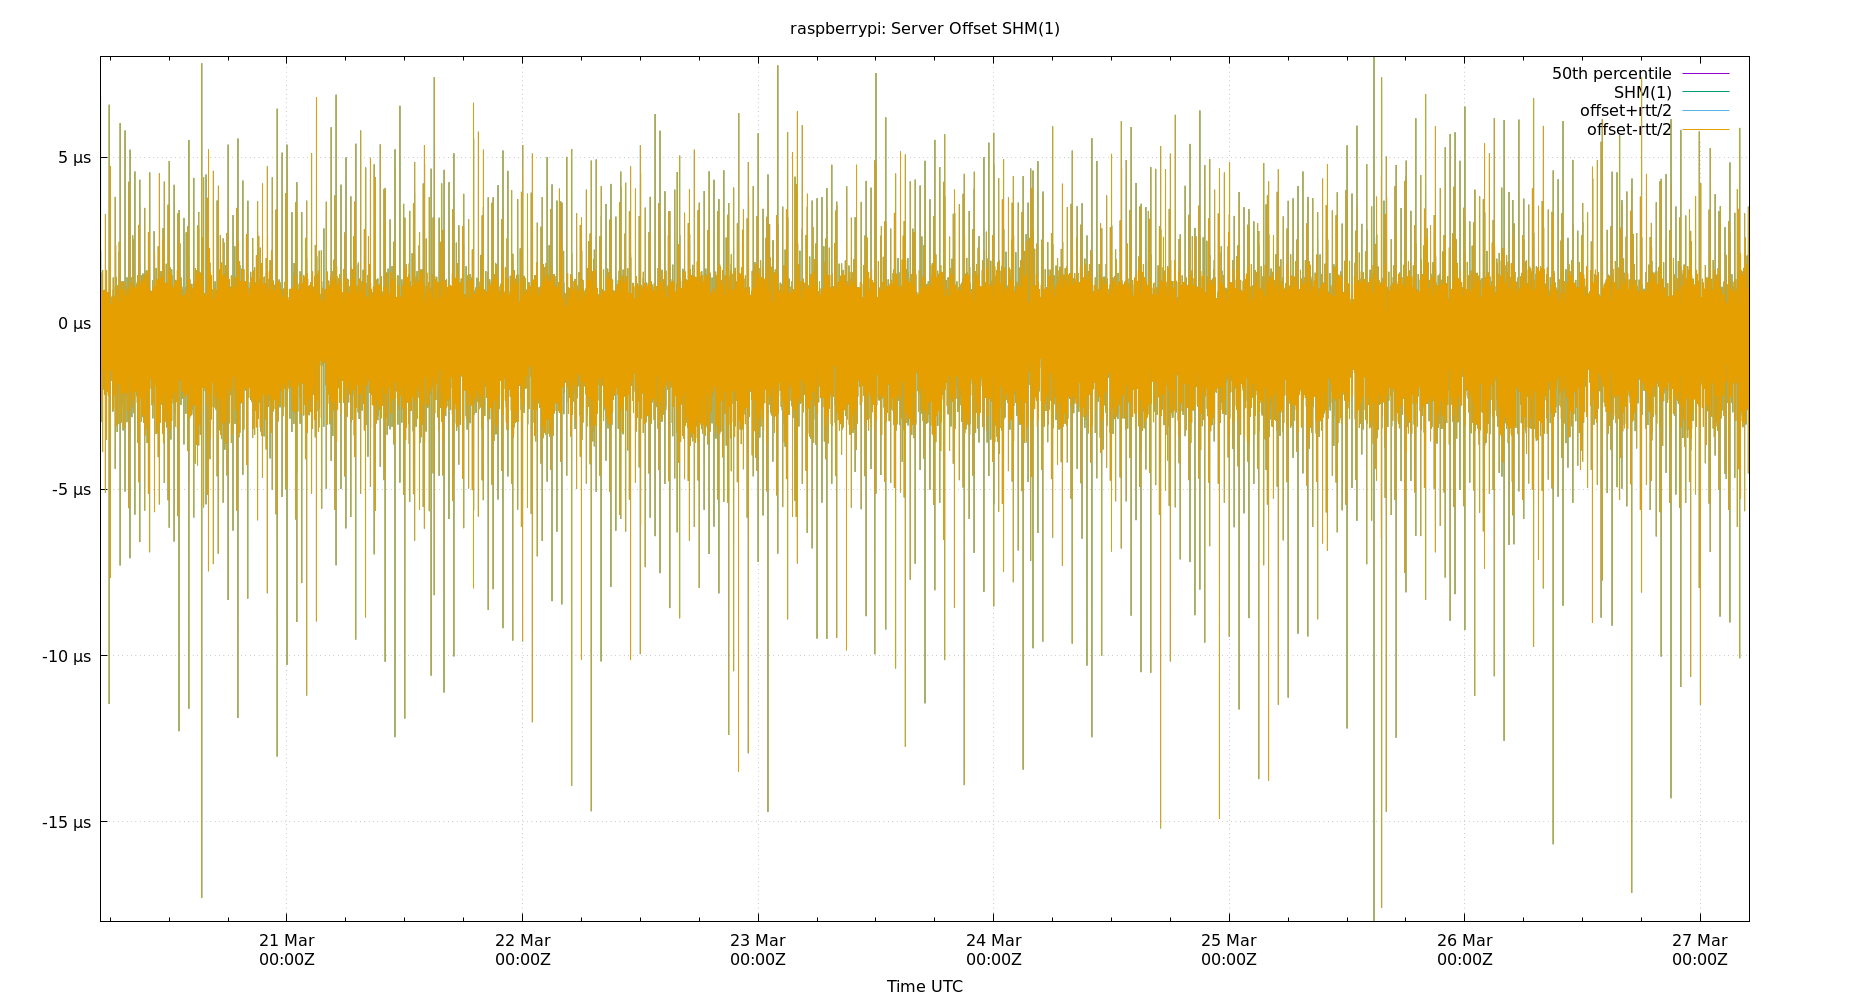 raspberrypi: Server Offset SHM(1)
50th percentile
SHM(1)
offset+rtt/2
offset-rtt/2
5 µs
0 µs
-5 µs
-10 µs
-15 µs
21 Mar 22 Mar 23 Mar 24 Mar 25 Mar 26 Mar 27 Mar
00:00Z 00:00Z 00:00Z 00:00Z 00:00Z 00:00Z 00:00Z
Time UTC